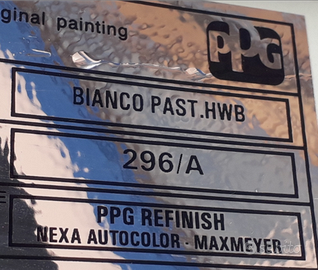 ginal painting
PPG
BIANCO PAST.HWB
296/A
PPG REFINISH
NEXA AUTOCOLOR · MAXMEYER